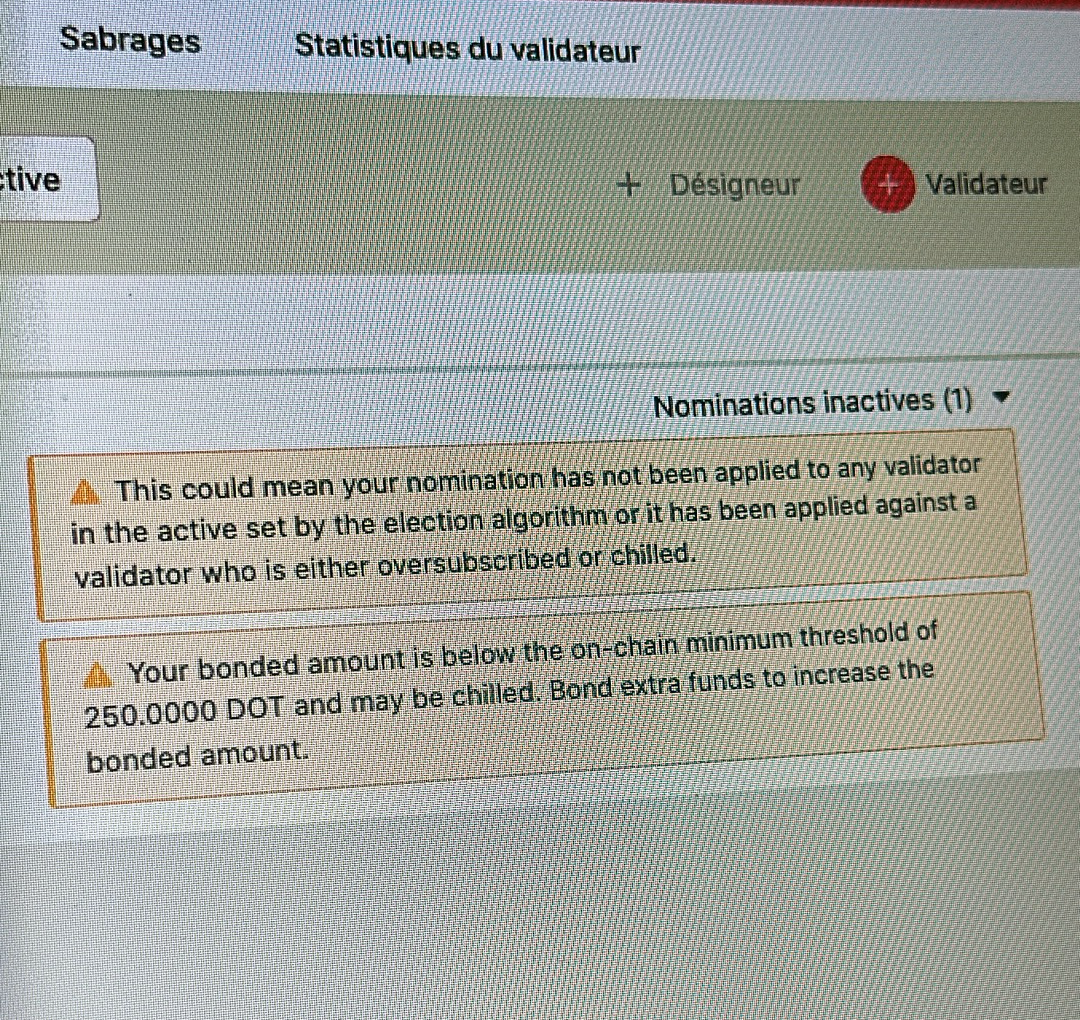 Sabrages Statistiques du validateur
ctive + Désigneur + Validateur
Nominations inactives (1)
This could mean your nomination has not been applied to any validator
in the active set by the election algorithm or it has been applied against a
validator who is either oversubscribed or chilled.
Your bonded amount is below the on-chain minimum threshold of
250.0000 DOT and may be chilled. Bond extra funds to increase the
bonded amount.